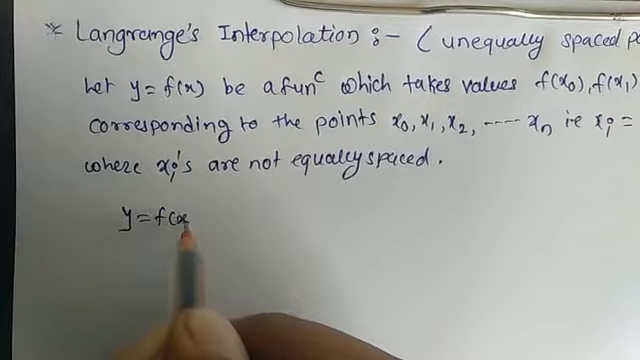 * Langrange's Interpolation :- ( unequally spaced
Let y = f(x) be a funᶜ which takes values f(x₀), f(x₁)
corresponding to the points x₀, x₁, x₂, ---- xₙ ie xᵢ =
where xᵢ's are not equally spaced.
y = f(